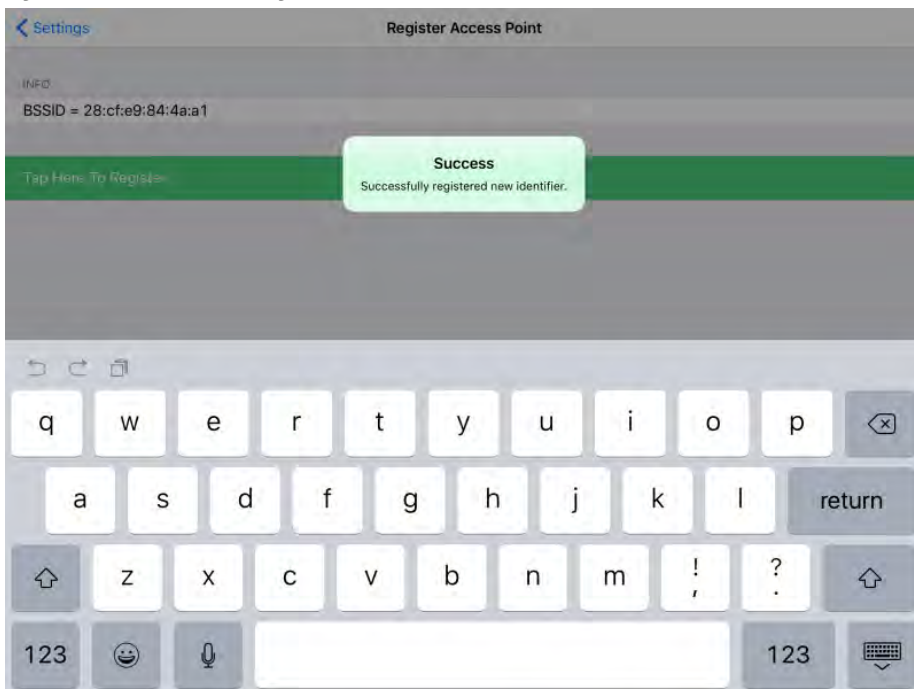 Settings
Register Access Point
INFO
BSSID = 28:cf:e9:84:4a:a1
Tap Here To Register
Success
Successfully registered new identifier.
q w e r t y u i o p
a s d f g h j k l return
z x c v b n m ! , ? .
123 123